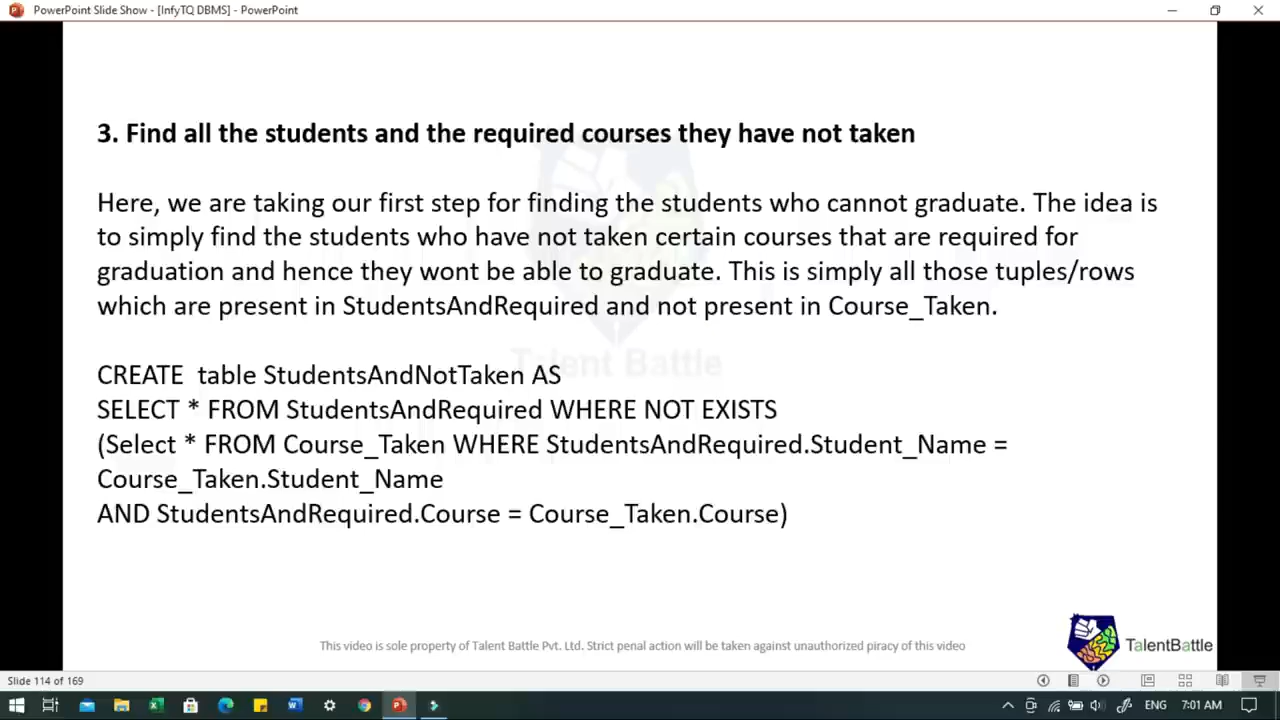 PowerPoint Slide Show - [InfyTQ DBMS] - PowerPoint
3. Find all the students and the required courses they have not taken
Here, we are taking our first step for finding the students who cannot graduate. The idea is
to simply find the students who have not taken certain courses that are required for
graduation and hence they wont be able to graduate. This is simply all those tuples/rows
which are present in StudentsAndRequired and not present in Course_Taken.
Talent Battle
CREATE table StudentsAndNotTaken AS
SELECT * FROM StudentsAndRequired WHERE NOT EXISTS
(Select * FROM Course_Taken WHERE StudentsAndRequired.Student_Name =
Course_Taken.Student_Name
AND StudentsAndRequired.Course = Course_Taken.Course)
This video is sole property of Talent Battle Pvt. Ltd. Strict penal action will be taken against unauthorized piracy of this video
TalentBattle
Slide 114 of 169
ENG 7:01 AM